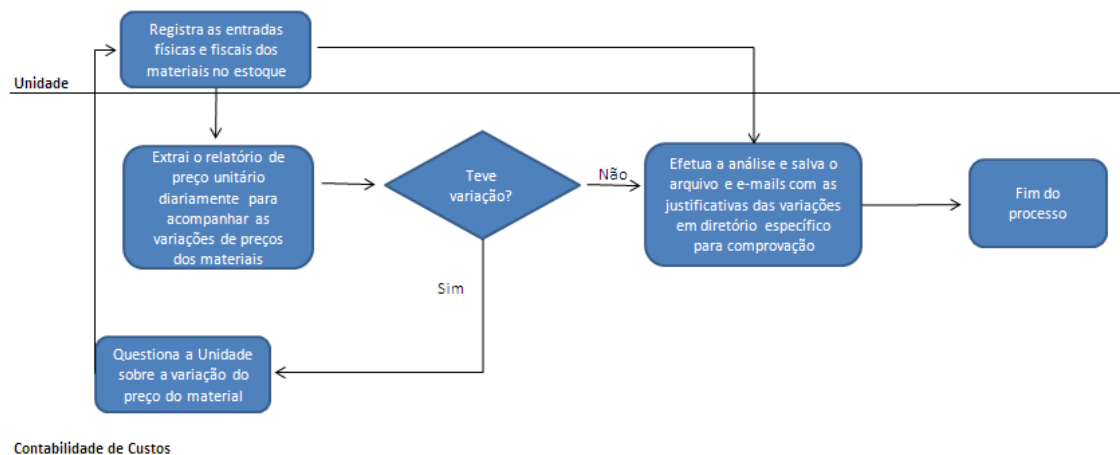 Registra as entradas
físicas e fiscais dos
materiais no estoque
Unidade
Extrai o relatório de
preço unitário
diariamente para
acompanhar as
variações de preços
dos materiais
Teve
variação?
Não
Efetua a análise e salva o
arquivo e e-mails com as
justificativas das variações
em diretório específico
para comprovação
Fim do
processo
Sim
Questiona a Unidade
sobre a variação do
preço do material
Contabilidade de Custos